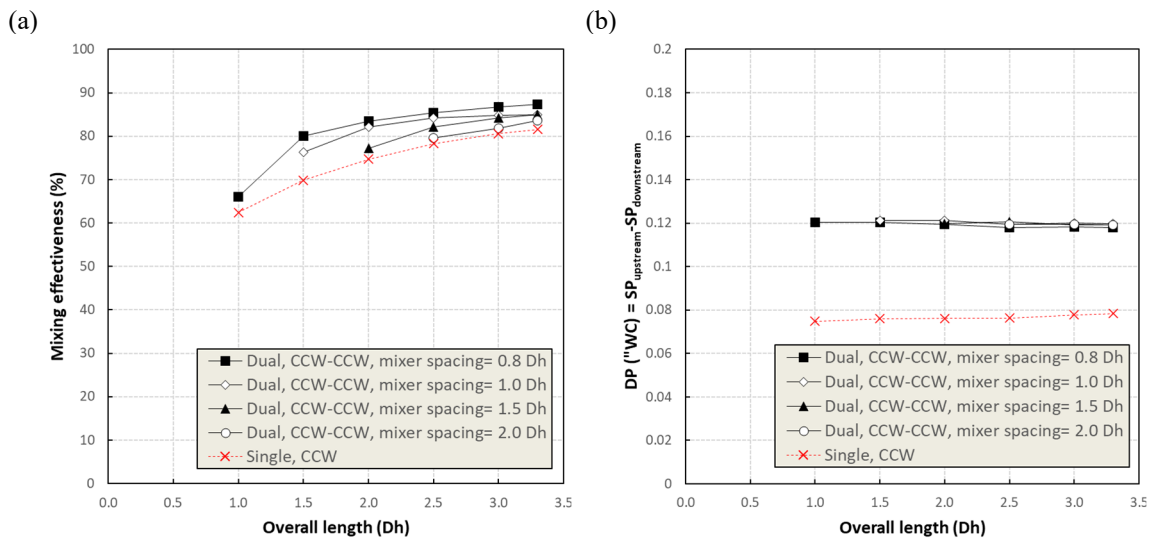 (a)
100
90
80
70
60
50
40
30
20
10
0
Mixing effectiveness (%)
Dual, CCW-CCW, mixer spacing= 0.8 Dh
Dual, CCW-CCW, mixer spacing= 1.0 Dh
Dual, CCW-CCW, mixer spacing= 1.5 Dh
Dual, CCW-CCW, mixer spacing= 2.0 Dh
Single, CCW
0.0 0.5 1.0 1.5 2.0 2.5 3.0 3.5
Overall length (Dh)
(b)
0.2
0.18
0.16
0.14
0.12
0.1
0.08
0.06
0.04
0.02
0
DP ("WC) = SPupstream-SPdownstream
Dual, CCW-CCW, mixer spacing= 0.8 Dh
Dual, CCW-CCW, mixer spacing= 1.0 Dh
Dual, CCW-CCW, mixer spacing= 1.5 Dh
Dual, CCW-CCW, mixer spacing= 2.0 Dh
Single, CCW
0.0 0.5 1.0 1.5 2.0 2.5 3.0 3.5
Overall length (Dh)